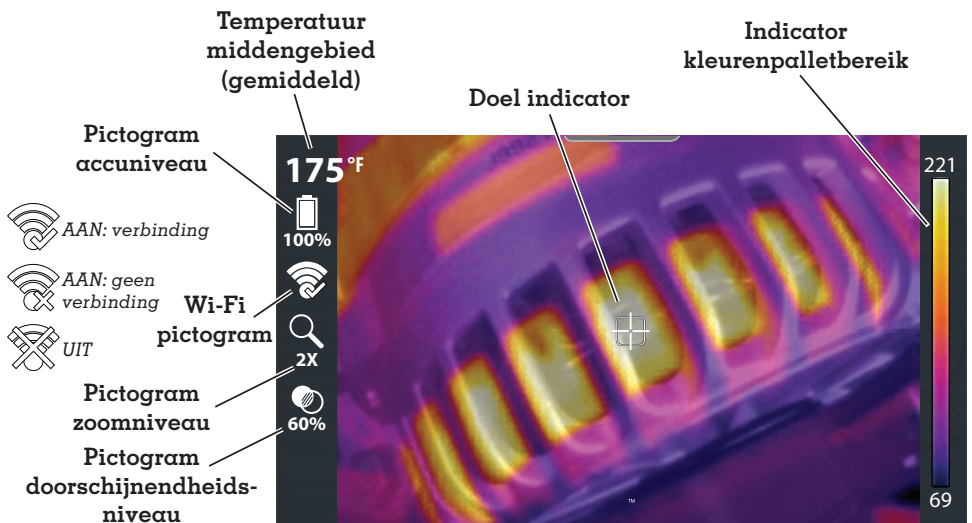 Temperatuur
middengebied
(gemiddeld)
Indicator
kleurenpalletbereik
Doel indicator
Pictogram
accuniveau
175°F
221
100%
AAN: verbinding
AAN: geen
verbinding
Wi-Fi
pictogram
UIT
2X
Pictogram
zoomniveau
60%
Pictogram
doorschijnendheids-
niveau
™
69